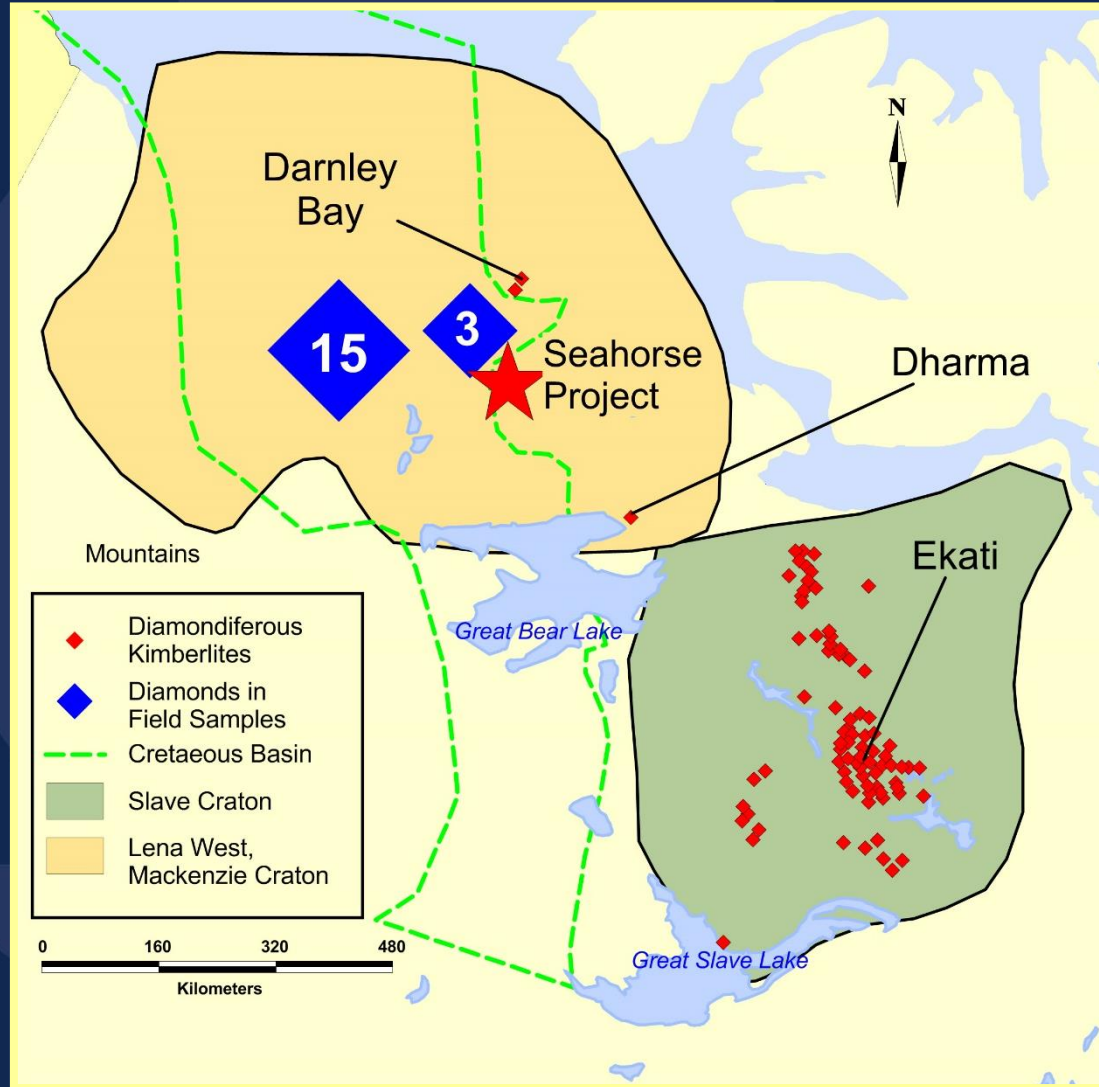 N
Darnley
Bay
15
3
Seahorse
Project
Dharma
Ekati
Mountains
Great Bear Lake
Diamondiferous
Kimberlites
Diamonds in
Field Samples
Cretaeous Basin
Slave Craton
Lena West,
Mackenzie Craton
0 160 320 480
Kilometers
Great Slave Lake